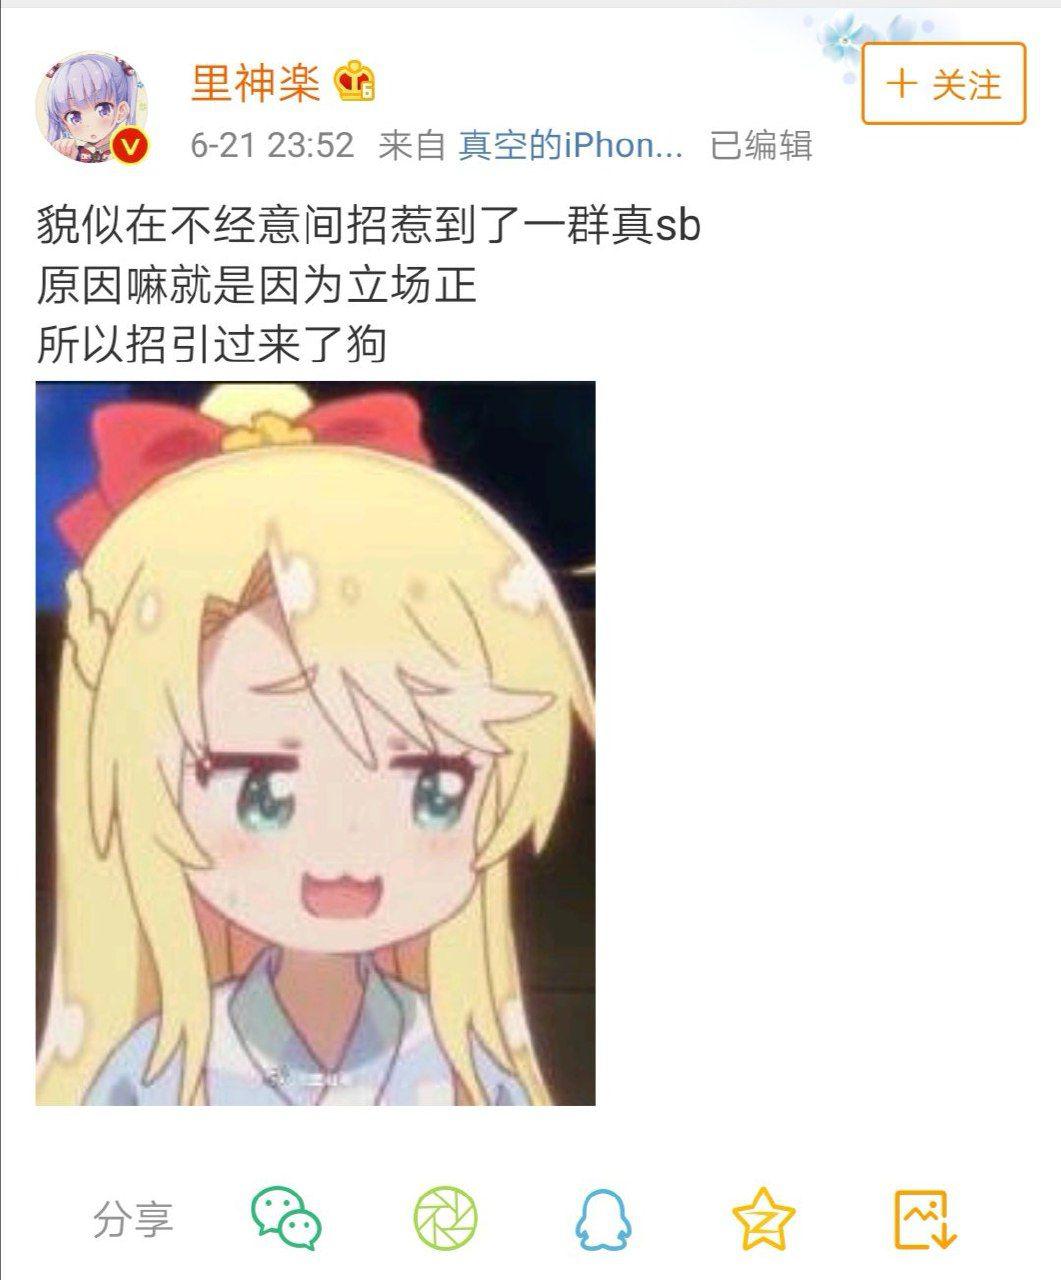 里神楽
+ 关注
6-21 23:52 来自 真空的iPhon... 已编辑
貌似在不经意间招惹到了一群真sb
原因嘛就是因为立场正
所以招引过来了狗
分享